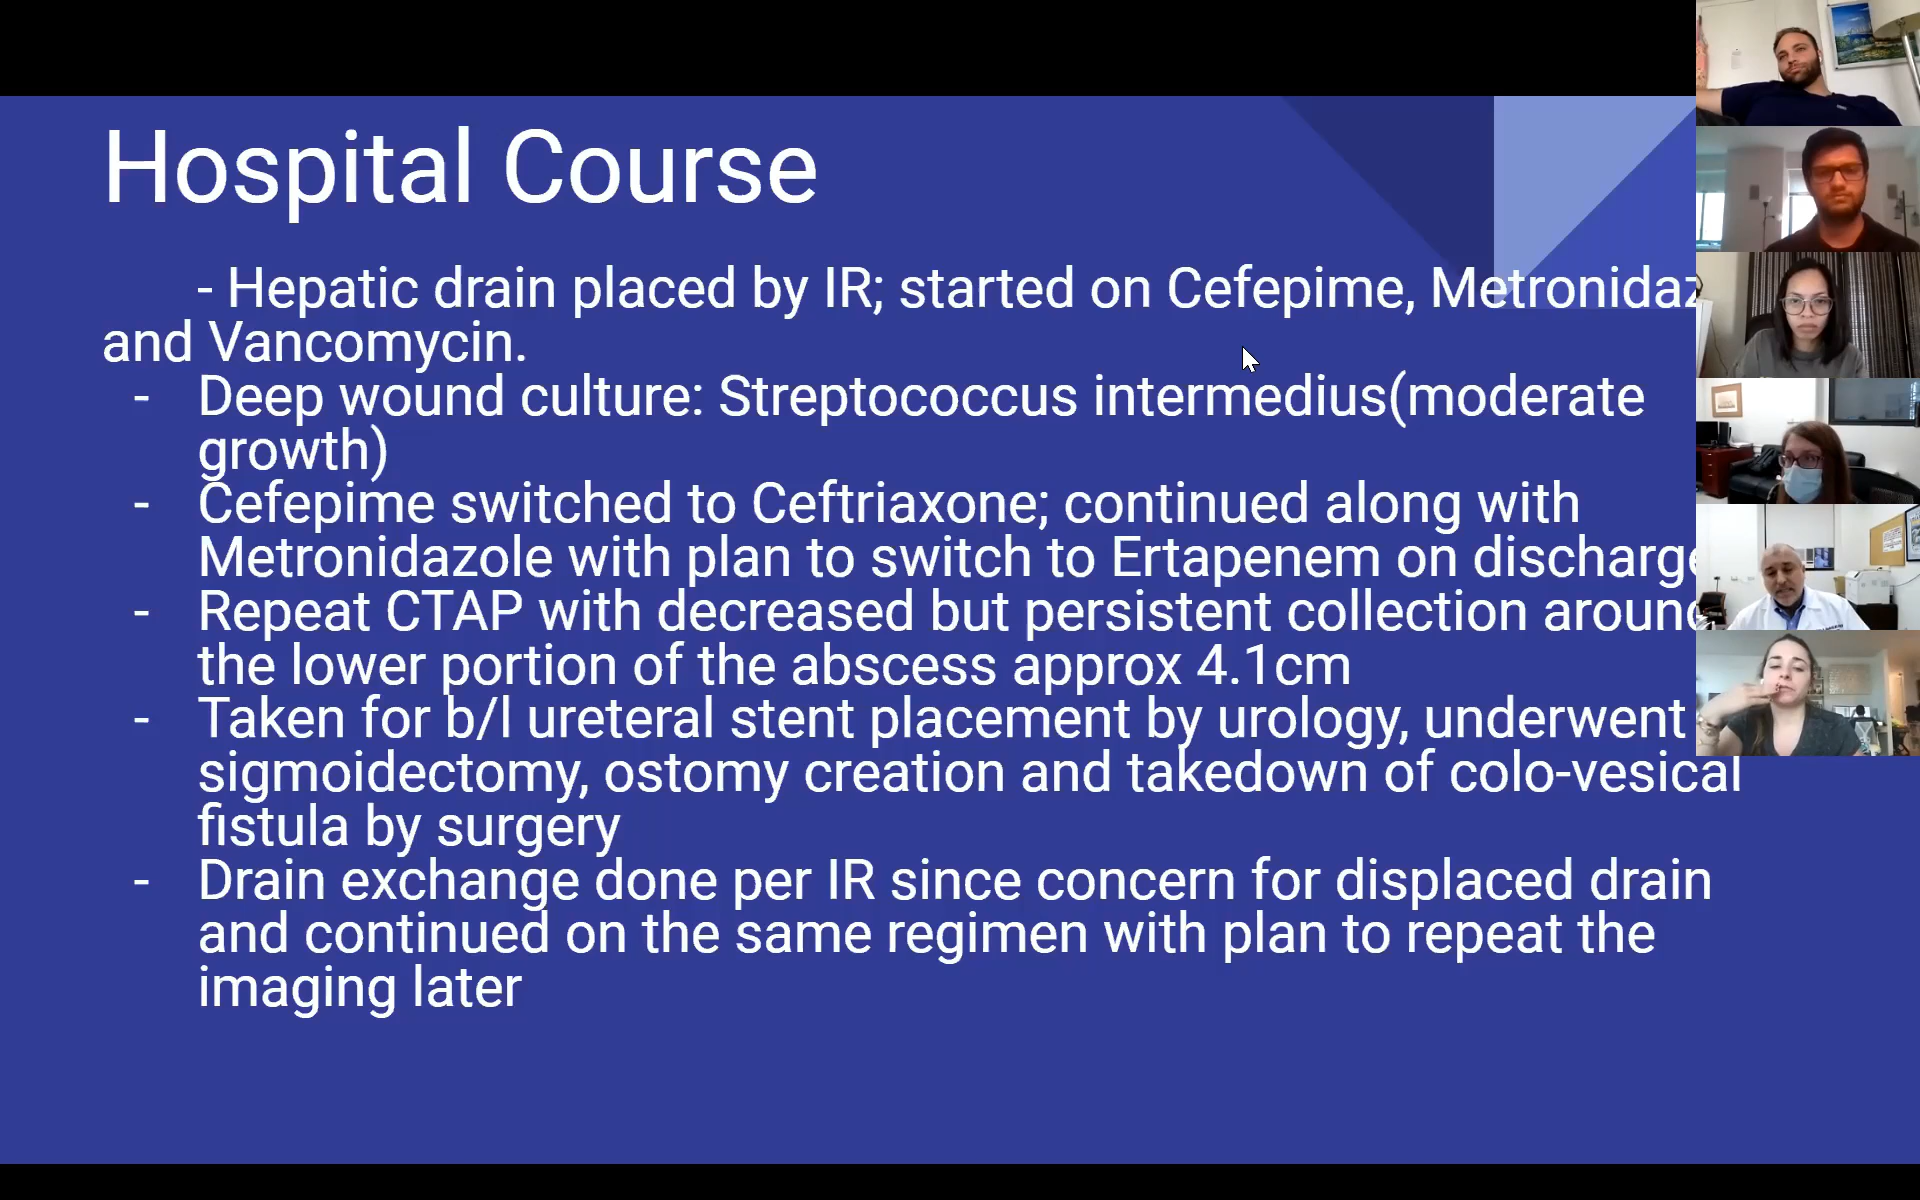 Hospital Course
- Hepatic drain placed by IR; started on Cefepime, Metronidaz
and Vancomycin.
- Deep wound culture: Streptococcus intermedius(moderate
growth)
- Cefepime switched to Ceftriaxone; continued along with
Metronidazole with plan to switch to Ertapenem on discharge
- Repeat CTAP with decreased but persistent collection around
the lower portion of the abscess approx 4.1cm
- Taken for b/l ureteral stent placement by urology, underwent
sigmoidectomy, ostomy creation and takedown of colo-vesical
fistula by surgery
- Drain exchange done per IR since concern for displaced drain
and continued on the same regimen with plan to repeat the
imaging later